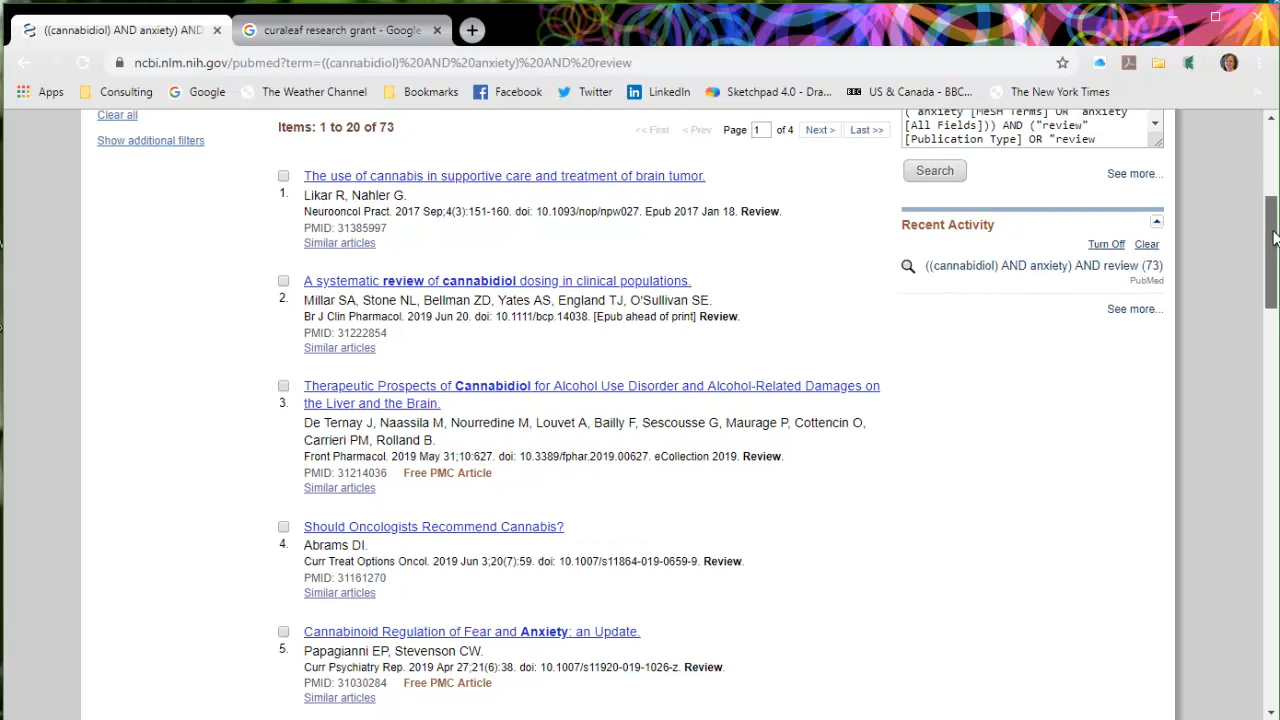 ((cannabidiol) AND anxiety) AND
curaleaf research grant - Google
ncbi.nlm.nih.gov/pubmed?term=((cannabidiol)%20AND%20anxiety)%20AND%20review
Apps Consulting Google The Weather Channel Bookmarks Facebook Twitter LinkedIn Sketchpad 4.0 - Dra... US & Canada - BBC... The New York Times
Clear all
Show additional filters
Items: 1 to 20 of 73
<< First < Prev Page 1 of 4 Next > Last >>
1. The use of cannabis in supportive care and treatment of brain tumor.
Likar R, Nahler G.
Neurooncol Pract. 2017 Sep;4(3):151-160. doi: 10.1093/nop/npw027. Epub 2017 Jan 18. Review.
PMID: 31385997
Similar articles
2. A systematic review of cannabidiol dosing in clinical populations.
Millar SA, Stone NL, Bellman ZD, Yates AS, England TJ, O'Sullivan SE.
Br J Clin Pharmacol. 2019 Jun 20. doi: 10.1111/bcp.14038. [Epub ahead of print] Review.
PMID: 31222854
Similar articles
3. Therapeutic Prospects of Cannabidiol for Alcohol Use Disorder and Alcohol-Related Damages on
the Liver and the Brain.
De Ternay J, Naassila M, Nourredine M, Louvet A, Bailly F, Sescousse G, Maurage P, Cottencin O,
Carrieri PM, Rolland B.
Front Pharmacol. 2019 May 31;10:627. doi: 10.3389/fphar.2019.00627. eCollection 2019. Review.
PMID: 31214036 Free PMC Article
Similar articles
4. Should Oncologists Recommend Cannabis?
Abrams DI.
Curr Treat Options Oncol. 2019 Jun 3;20(7):59. doi: 10.1007/s11864-019-0659-9. Review.
PMID: 31161270
Similar articles
5. Cannabinoid Regulation of Fear and Anxiety: an Update.
Papagianni EP, Stevenson CW.
Curr Psychiatry Rep. 2019 Apr 27;21(6):38. doi: 10.1007/s11920-019-1026-z. Review.
PMID: 31030284 Free PMC Article
Similar articles
("anxiety"[MeSH Terms] OR "anxiety"
[All Fields])) AND ("review"
[Publication Type] OR "review
Search
See more...
Recent Activity
Turn Off Clear
((cannabidiol) AND anxiety) AND review (73)
PubMed
See more...